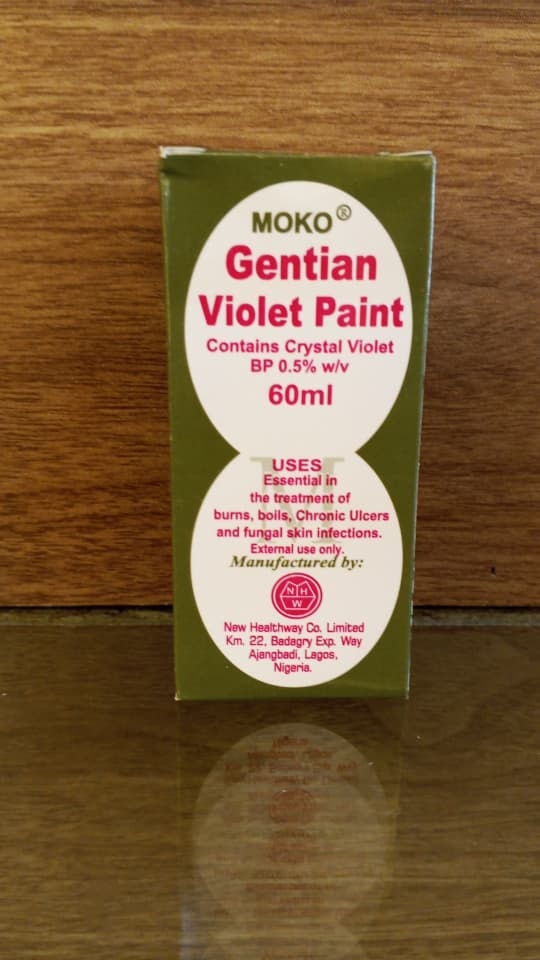 MOKO®
Gentian
Violet Paint
Contains Crystal Violet
BP 0.5% w/v
60ml
M
USES
Essential in
the treatment of
burns, boils, Chronic Ulcers
and fungal skin infections.
External use only.
Manufactured by:
N H
W
New Healthway Co. Limited
Km. 22, Badagry Exp. Way
Ajangbadi, Lagos,
Nigeria.